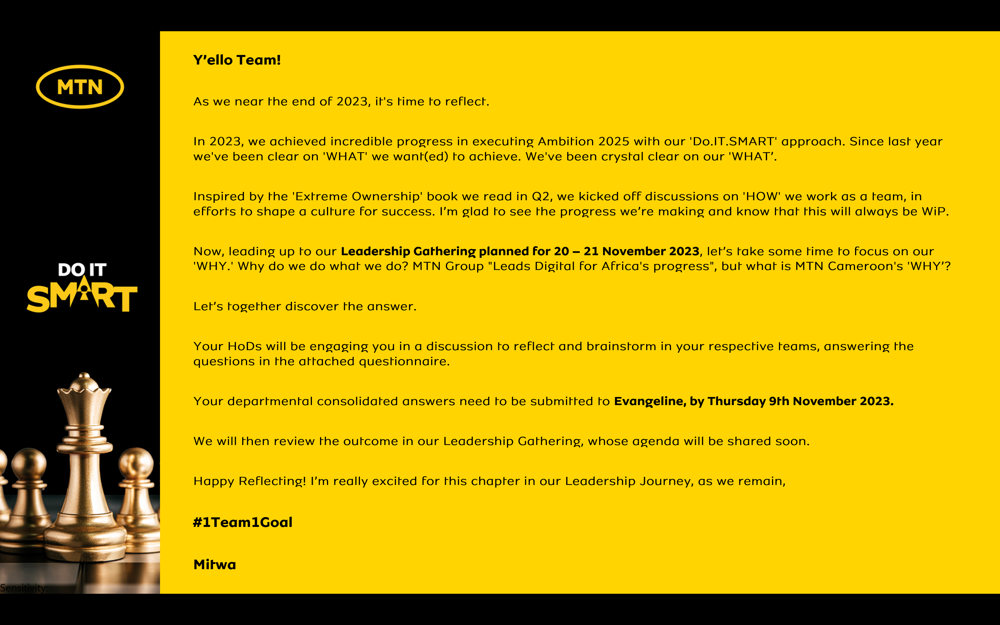 MTN
DO IT
SMART
Sensitivity:
Y’ello Team!
As we near the end of 2023, it's time to reflect.
In 2023, we achieved incredible progress in executing Ambition 2025 with our 'Do.IT.SMART' approach. Since last year
we've been clear on 'WHAT' we want(ed) to achieve. We've been crystal clear on our 'WHAT’.
Inspired by the 'Extreme Ownership' book we read in Q2, we kicked off discussions on 'HOW' we work as a team, in
efforts to shape a culture for success. I’m glad to see the progress we’re making and know that this will always be WiP.
Now, leading up to our Leadership Gathering planned for 20 – 21 November 2023, let’s take some time to focus on our
'WHY.' Why do we do what we do? MTN Group "Leads Digital for Africa's progress", but what is MTN Cameroon's 'WHY’?
Let’s together discover the answer.
Your HoDs will be engaging you in a discussion to reflect and brainstorm in your respective teams, answering the
questions in the attached questionnaire.
Your departmental consolidated answers need to be submitted to Evangeline, by Thursday 9th November 2023.
We will then review the outcome in our Leadership Gathering, whose agenda will be shared soon.
Happy Reflecting! I’m really excited for this chapter in our Leadership Journey, as we remain,
#1Team1Goal
Mitwa